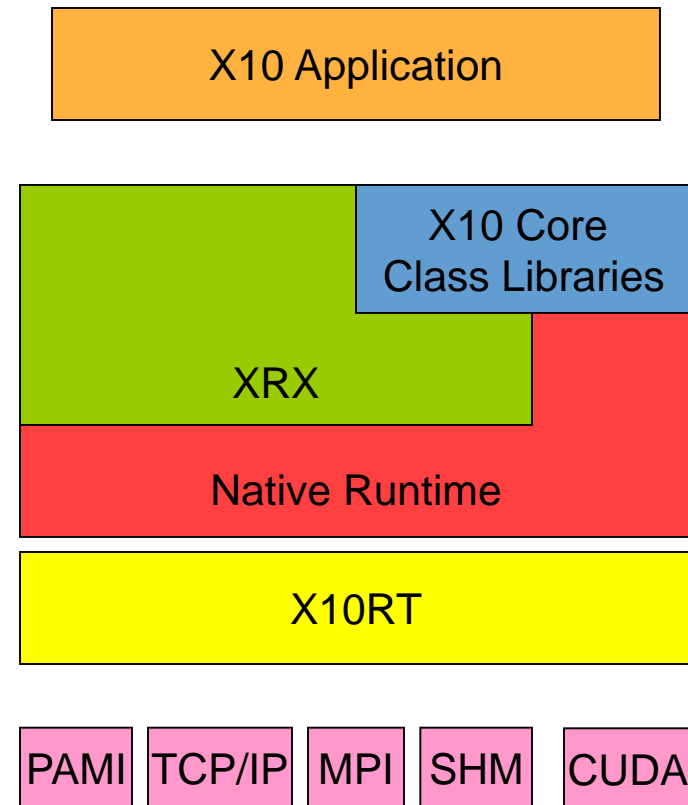 X10 Application
X10 Core
Class Libraries
XRX
Native Runtime
X10RT
PAMI TCP/IP MPI SHM CUDA